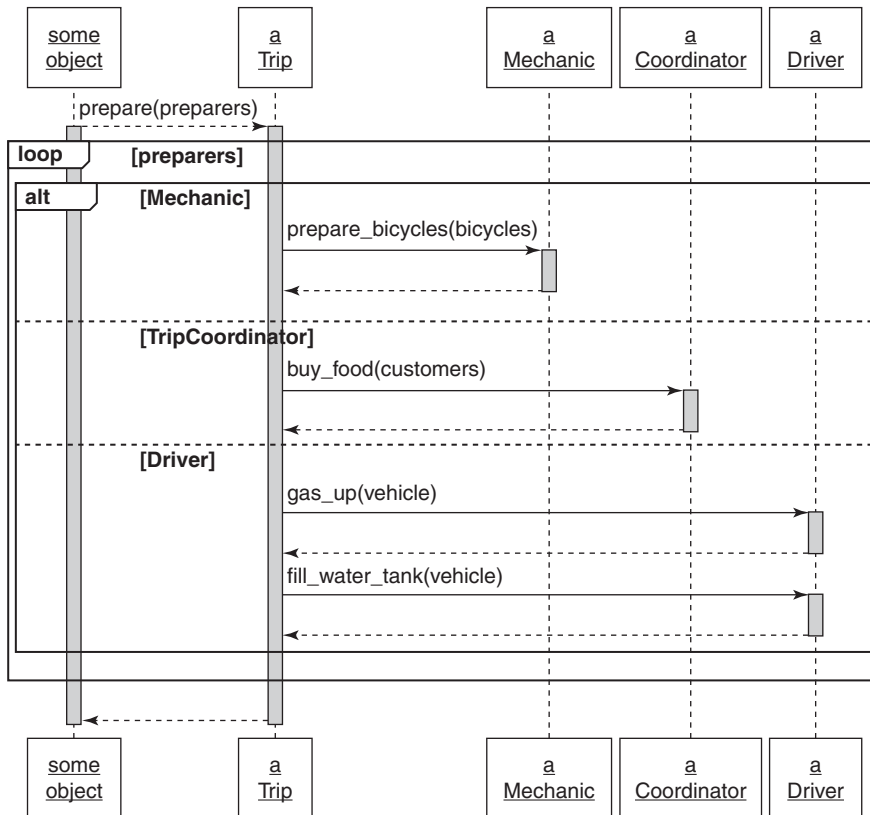 some
object
a
Trip
a
Mechanic
a
Coordinator
a
Driver
prepare(preparers)
loop
[preparers]
alt
[Mechanic]
prepare_bicycles(bicycles)
[TripCoordinator]
buy_food(customers)
[Driver]
gas_up(vehicle)
fill_water_tank(vehicle)
some
object
a
Trip
a
Mechanic
a
Coordinator
a
Driver